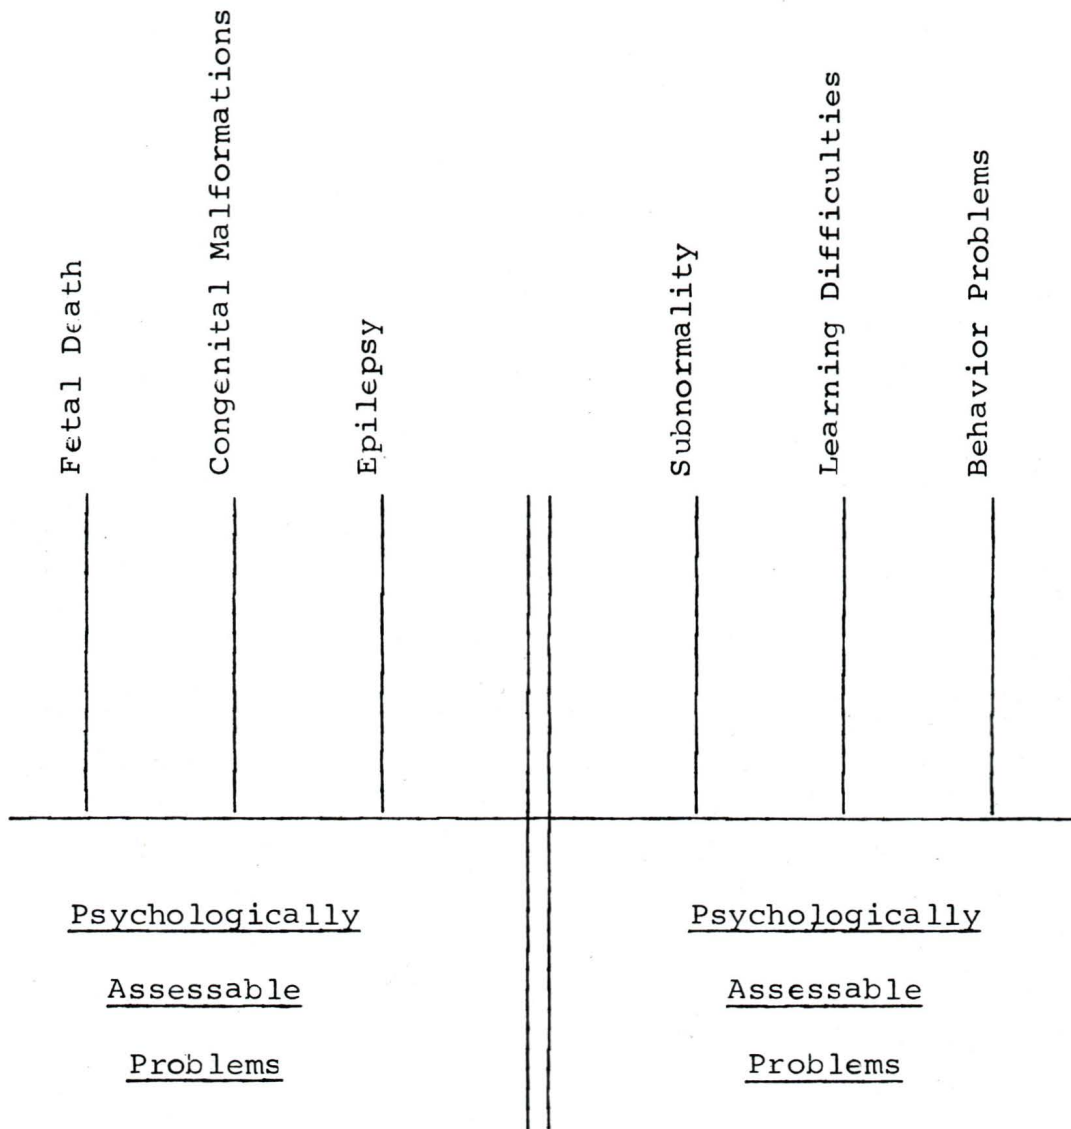 Fetal Death
Congenital Malformations
Epilepsy
Subnormality
Learning Difficulties
Behavior Problems
Psychologically
Assessable
Problems
Psychologically
Assessable
Problems